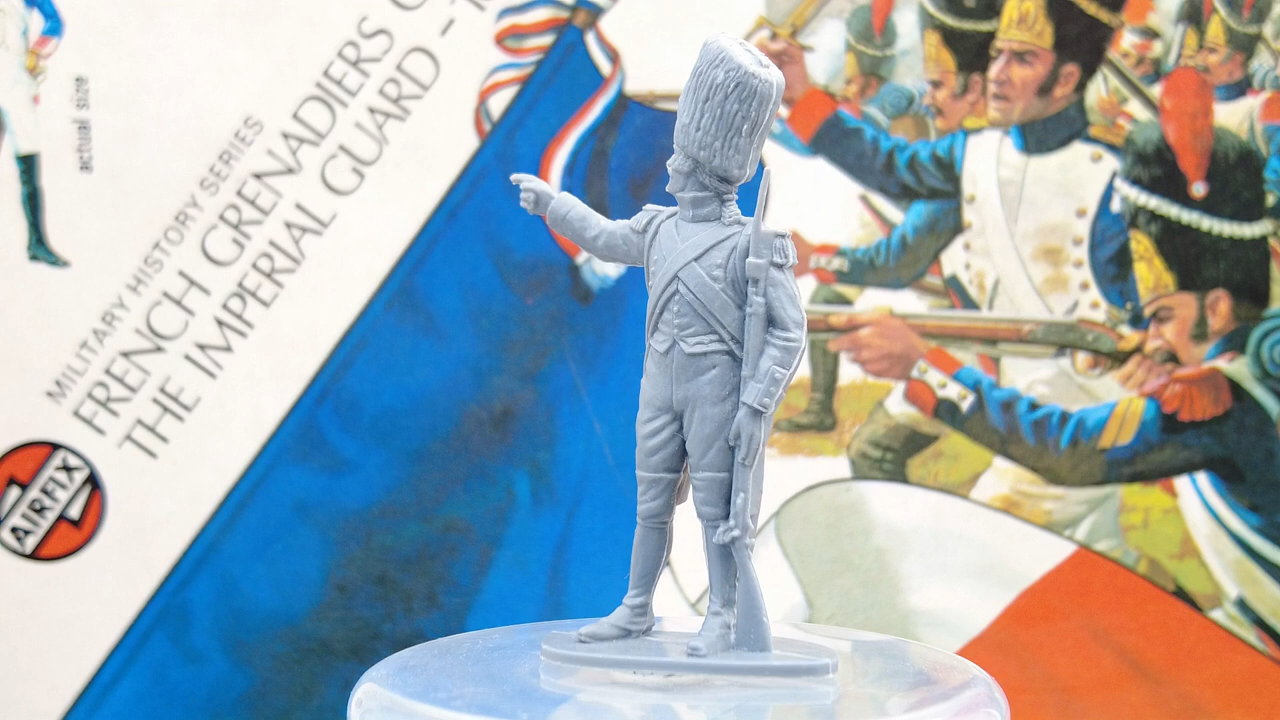 actual size
MILITARY HISTORY SERIES
FRENCH GRENADIERS
THE IMPERIAL GUARD –
AIRFIX